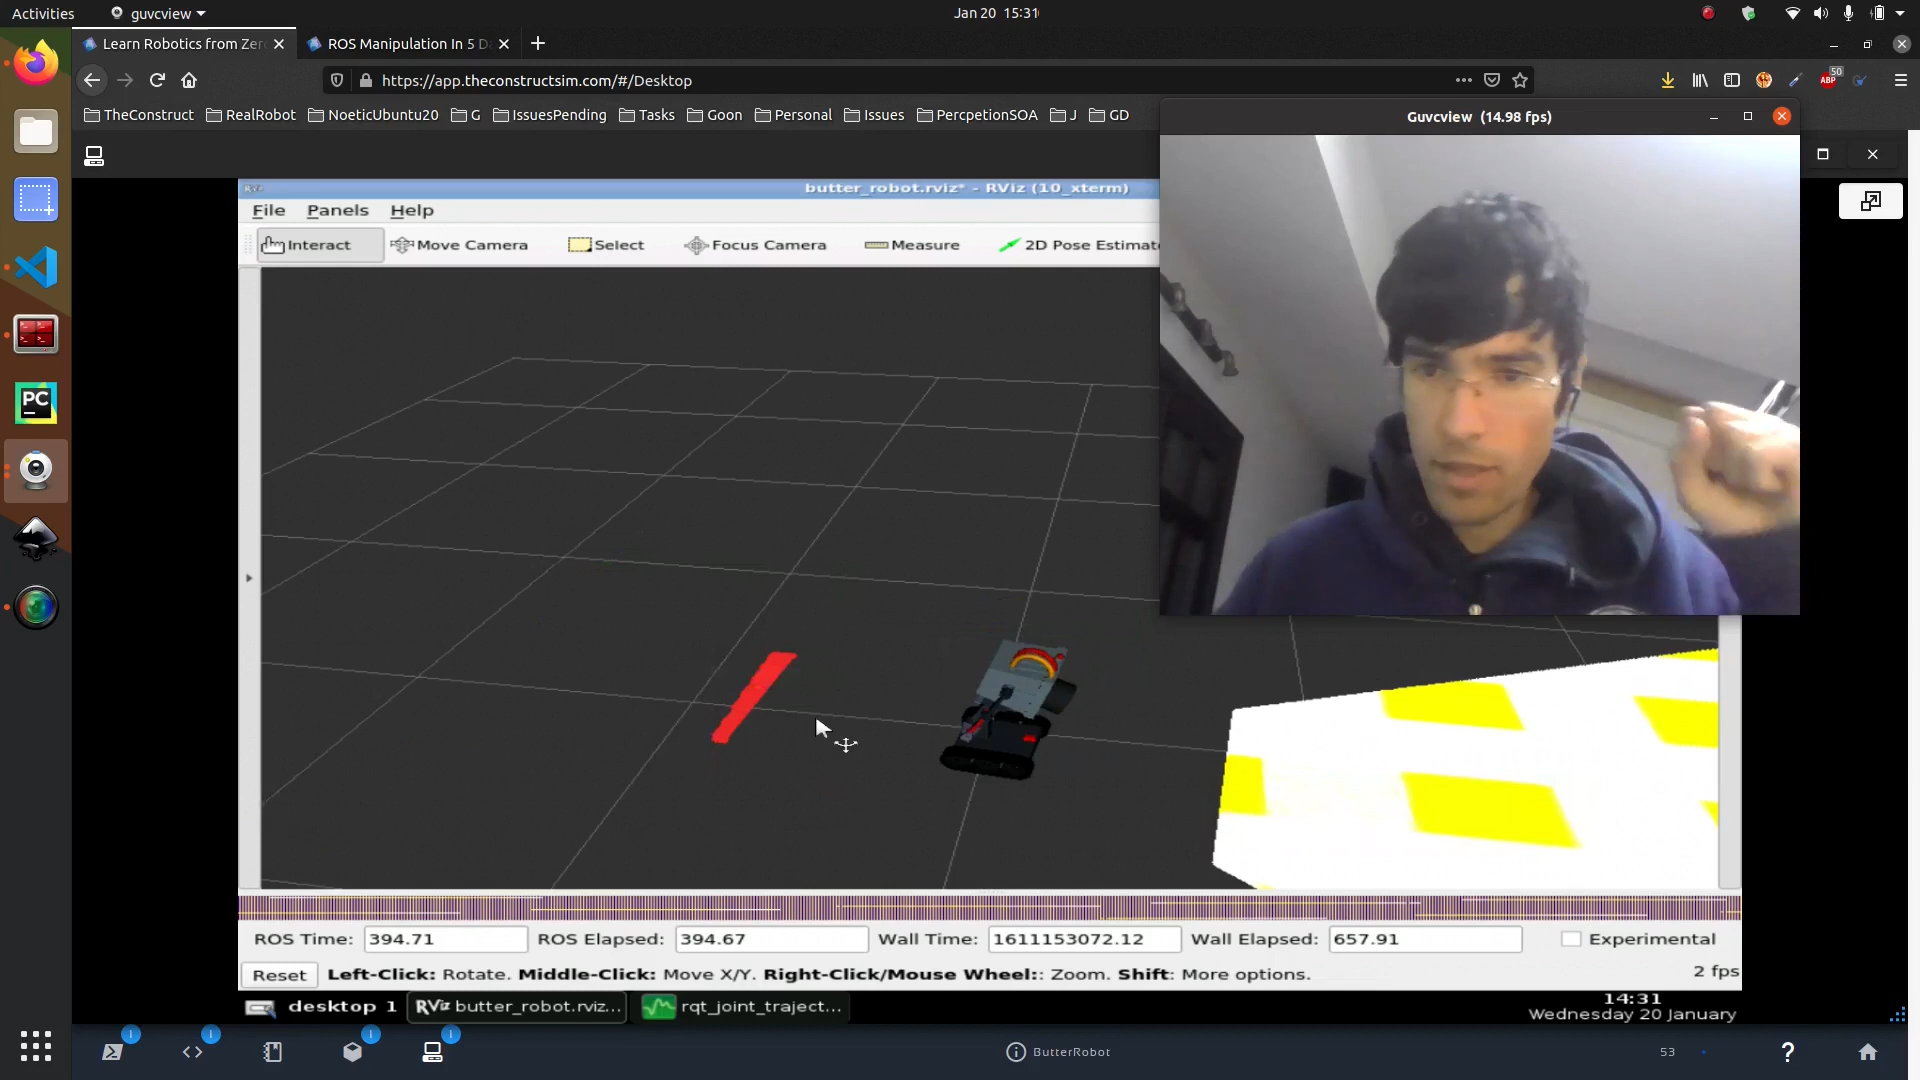 Activities guvcview Jan 20 15:31
Learn Robotics from Zer ROS Manipulation In 5 D
https://app.theconstructsim.com/#/Desktop 50 ABP
TheConstruct RealRobot NoeticUbuntu20 G IssuesPending Tasks Goon Personal Issues PercpetionSOA J GD
Guvcview (14.98 fps)
RViz butter_robot.rviz* - RViz (10_xterm)
File Panels Help
Interact Move Camera Select Focus Camera Measure 2D Pose Estimat
PC
ROS Time: 394.71 ROS Elapsed: 394.67 Wall Time: 1611153072.12 Wall Elapsed: 657.91 Experimental
Reset Left-Click: Rotate. Middle-Click: Move X/Y. Right-Click/Mouse Wheel:: Zoom. Shift: More options. 2 fps
desktop 1 RViz butter_robot.rviz... rqt_joint_traject... 14:31
Wednesday 20 January
ButterRobot 53 ?